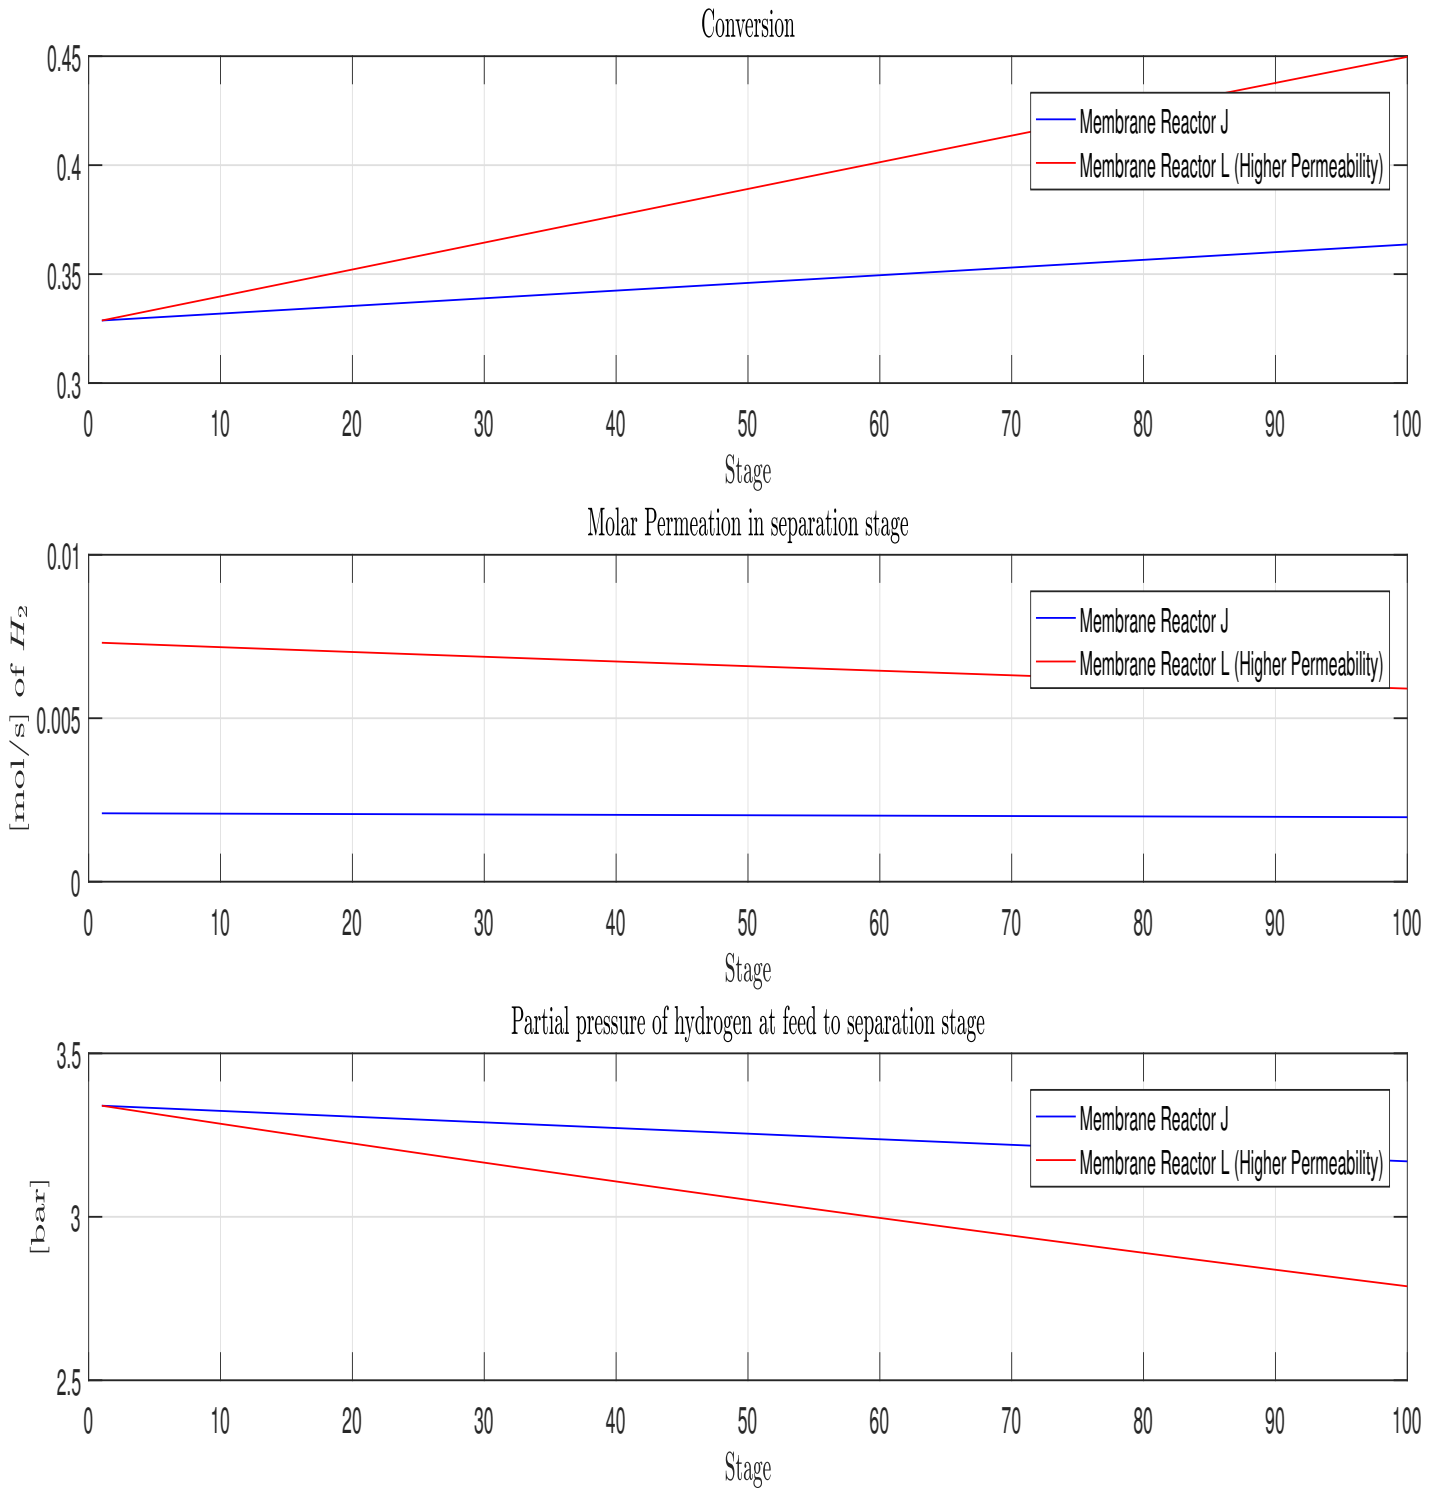 Conversion
0.45
0.4
0.35
0.3
Membrane Reactor J
Membrane Reactor L (Higher Permeability)
0 10 20 30 40 50 60 70 80 90 100
Stage
Molar Permeation in separation stage
[mol/s] of H₂
0.01
0.005
0
Membrane Reactor J
Membrane Reactor L (Higher Permeability)
0 10 20 30 40 50 60 70 80 90 100
Stage
Partial pressure of hydrogen at feed to separation stage
[bar]
3.5
3
2.5
Membrane Reactor J
Membrane Reactor L (Higher Permeability)
0 10 20 30 40 50 60 70 80 90 100
Stage